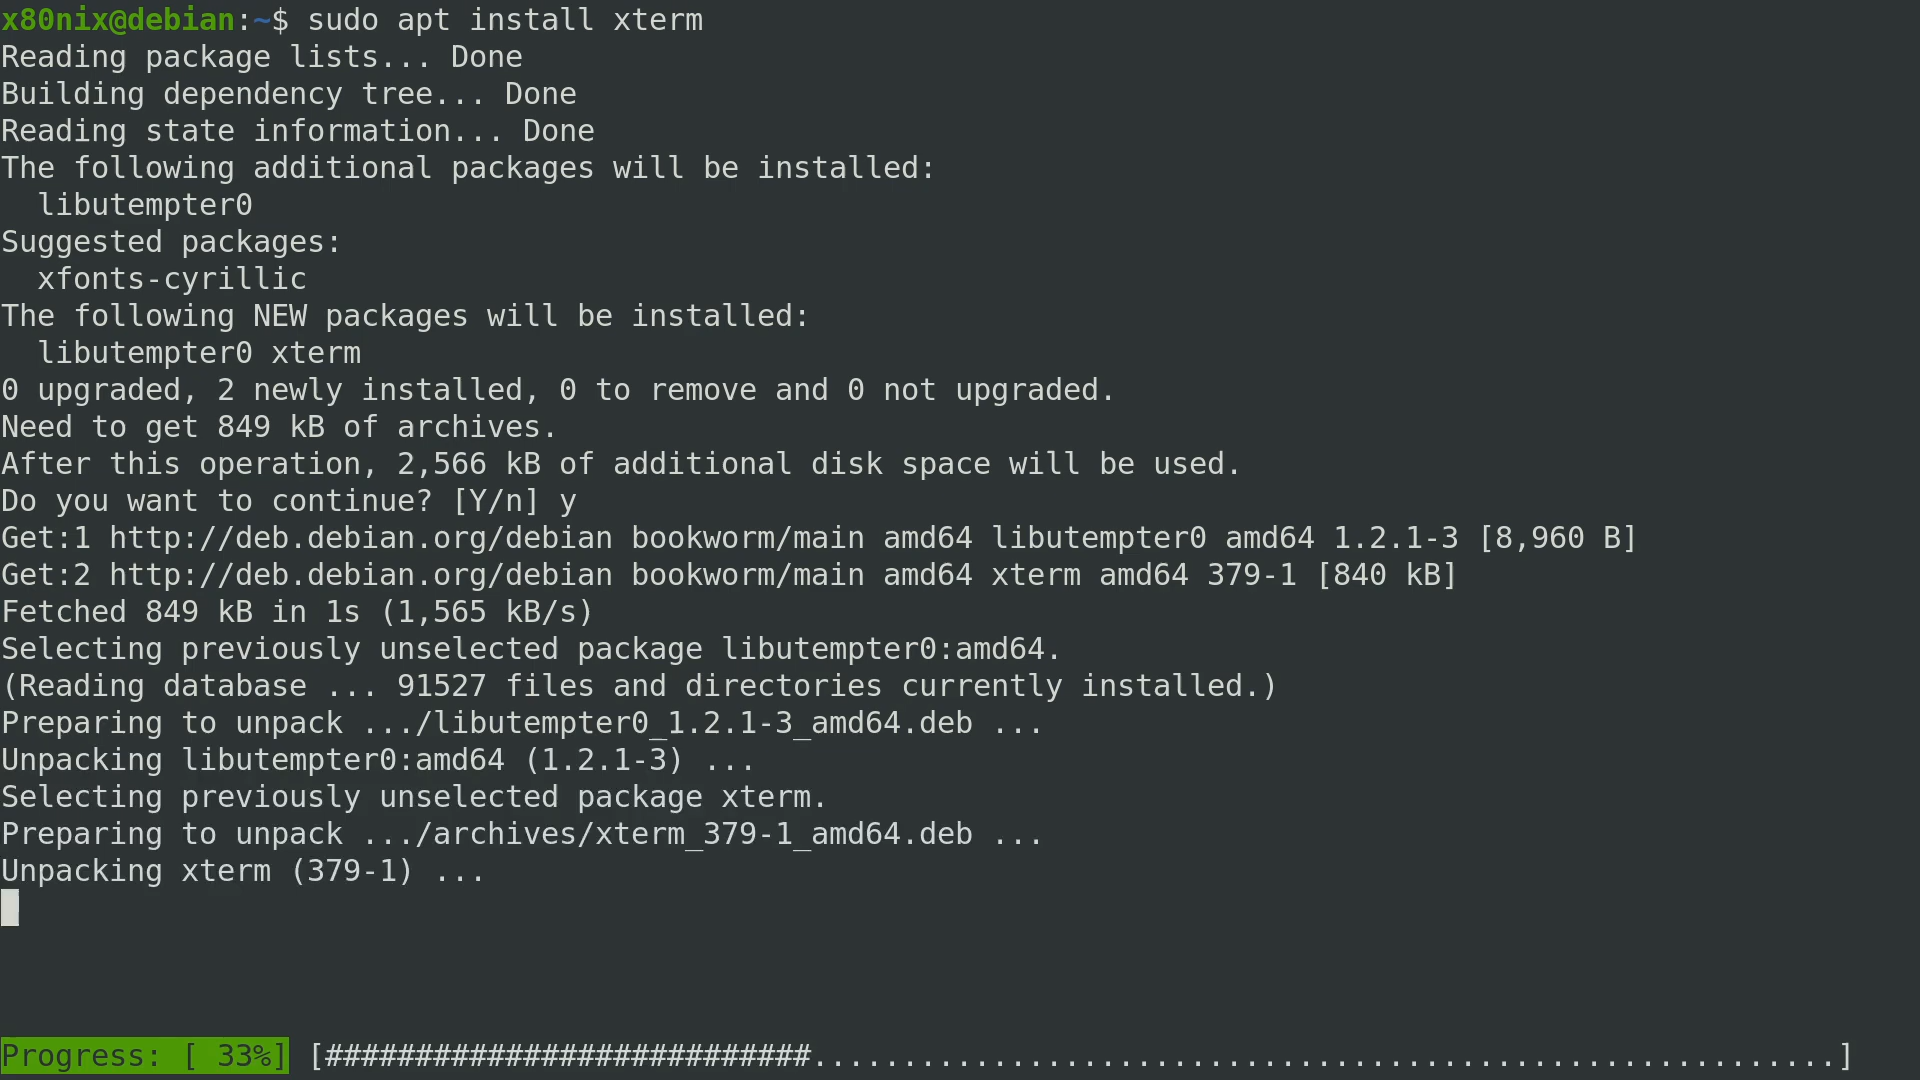 x80nix@debian:~$ sudo apt install xterm
Reading package lists... Done
Building dependency tree... Done
Reading state information... Done
The following additional packages will be installed:
  libutempter0
Suggested packages:
  xfonts-cyrillic
The following NEW packages will be installed:
  libutempter0 xterm
0 upgraded, 2 newly installed, 0 to remove and 0 not upgraded.
Need to get 849 kB of archives.
After this operation, 2,566 kB of additional disk space will be used.
Do you want to continue? [Y/n] y
Get:1 http://deb.debian.org/debian bookworm/main amd64 libutempter0 amd64 1.2.1-3 [8,960 B]
Get:2 http://deb.debian.org/debian bookworm/main amd64 xterm amd64 379-1 [840 kB]
Fetched 849 kB in 1s (1,565 kB/s)
Selecting previously unselected package libutempter0:amd64.
(Reading database ... 91527 files and directories currently installed.)
Preparing to unpack .../libutempter0_1.2.1-3_amd64.deb ...
Unpacking libutempter0:amd64 (1.2.1-3) ...
Selecting previously unselected package xterm.
Preparing to unpack .../archives/xterm_379-1_amd64.deb ...
Unpacking xterm (379-1) ...
Progress: [ 33%] [###########################.........................................................]